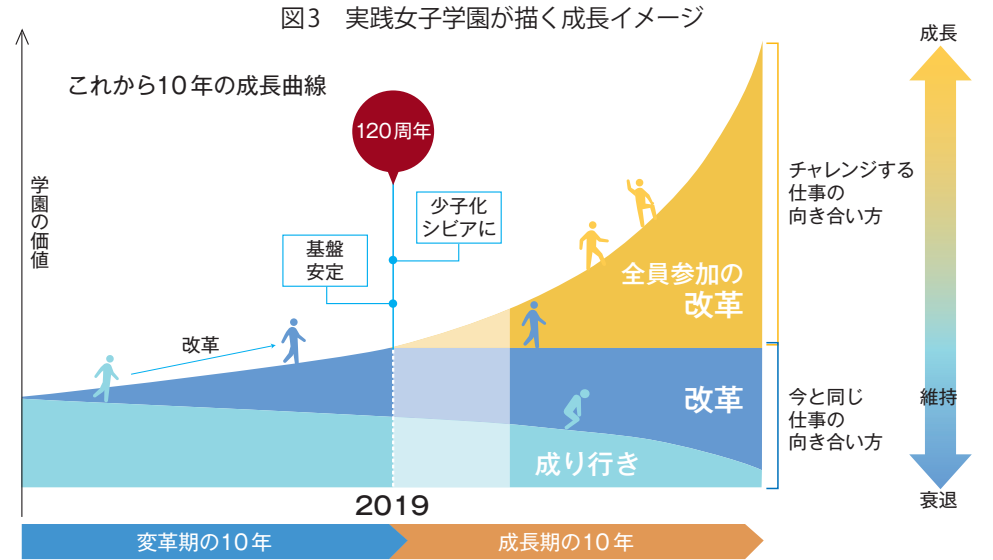 図3　実践女子学園が描く成長イメージ
これから10年の成長曲線
学園の価値
120周年
少子化
シビアに
基盤
安定
改革
全員参加の
改革
改革
成り行き
2019
変革期の10年
成長期の10年
チャレンジする
仕事の
向き合い方
今と同じ
仕事の
向き合い方
成長
維持
衰退